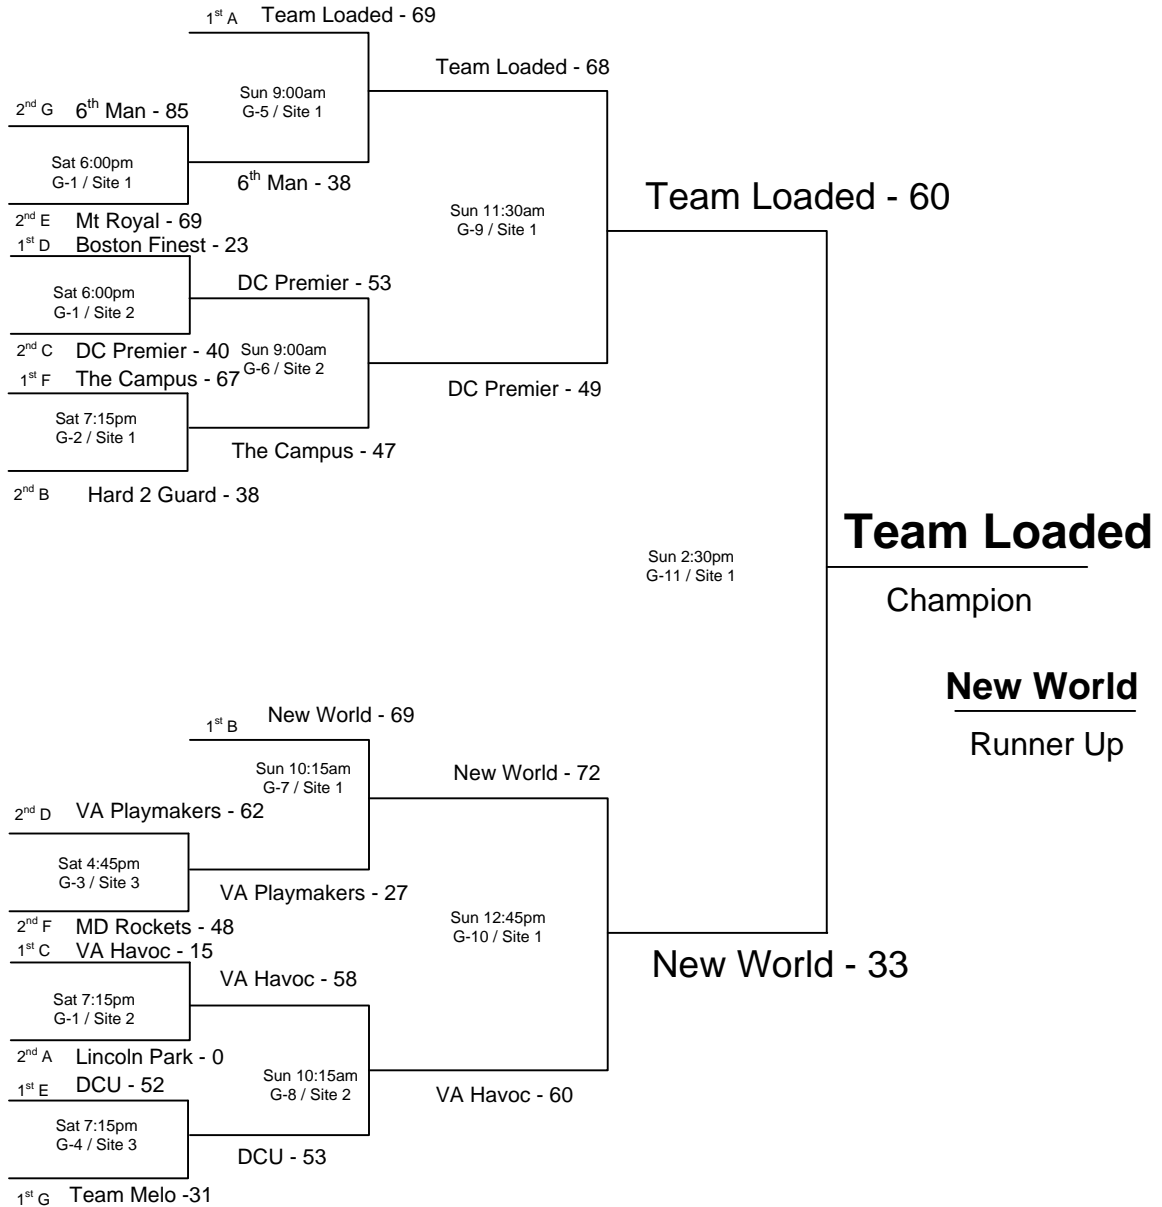 1st A Team Loaded - 69
Team Loaded - 68
Sun 9:00am
G-5 / Site 1
2nd G 6th Man - 85
Sat 6:00pm
G-1 / Site 1
6th Man - 38
Team Loaded - 60
Sun 11:30am
G-9 / Site 1
2nd E Mt Royal - 69
1st D Boston Finest - 23
DC Premier - 53
Sat 6:00pm
G-1 / Site 2
2nd C DC Premier - 40
Sun 9:00am
G-6 / Site 2
1st F The Campus - 67
DC Premier - 49
Sat 7:15pm
G-2 / Site 1
The Campus - 47
2nd B Hard 2 Guard - 38
Team Loaded
Sun 2:30pm
G-11 / Site 1
Champion
New World
Runner Up
1st B New World - 69
Sun 10:15am
G-7 / Site 1
New World - 72
2nd D VA Playmakers - 62
Sat 4:45pm
G-3 / Site 3
VA Playmakers - 27
Sun 12:45pm
G-10 / Site 1
2nd F MD Rockets - 48
1st C VA Havoc - 15
New World - 33
VA Havoc - 58
Sat 7:15pm
G-1 / Site 2
2nd A Lincoln Park - 0
Sun 10:15am
G-8 / Site 2
1st E DCU - 52
VA Havoc - 60
Sat 7:15pm
G-4 / Site 3
DCU - 53
1st G Team Melo -31